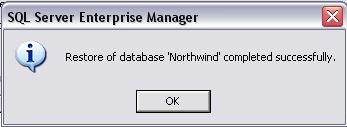 SQL Server Enterprise Manager
Restore of database 'Northwind' completed successfully.
OK